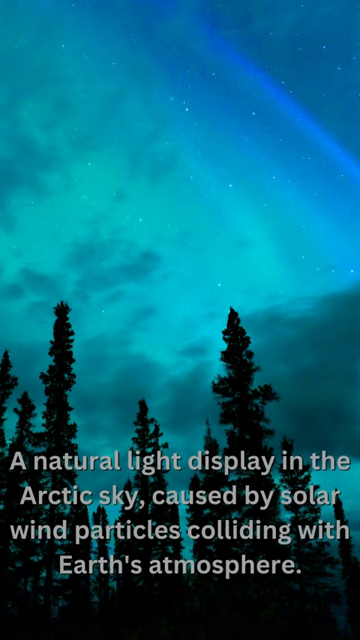 A natural light display in the
Arctic sky, caused by solar
wind particles colliding with
Earth's atmosphere.